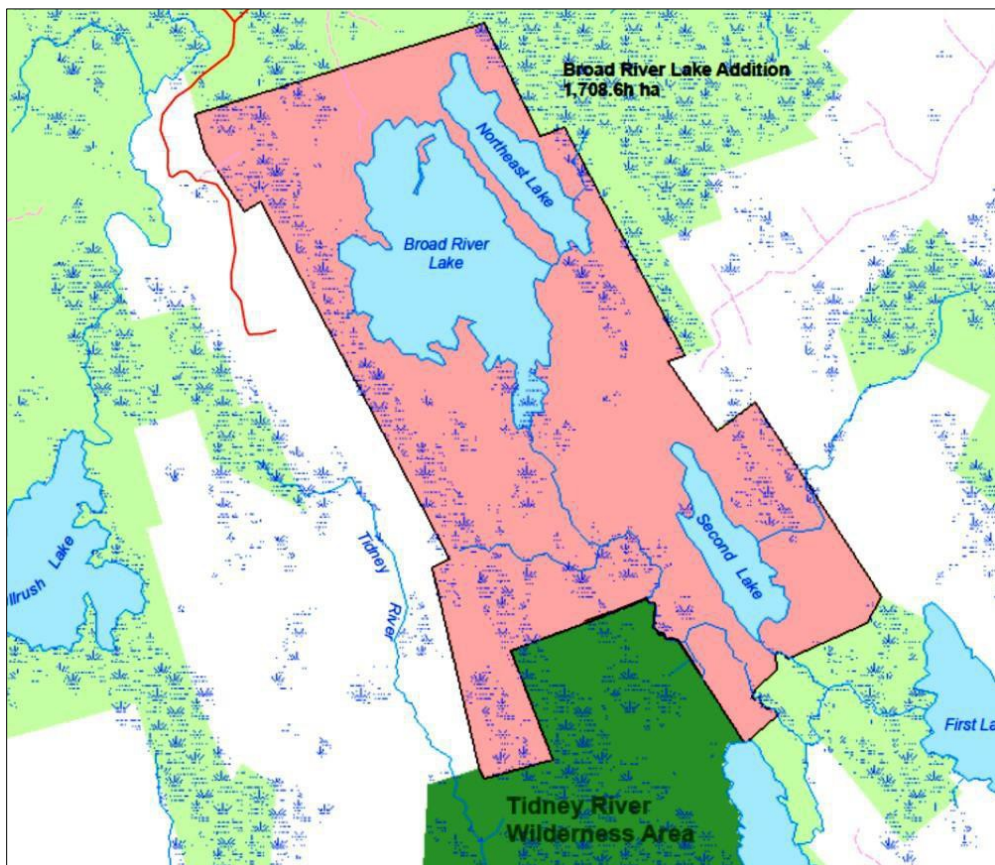 Broad River Lake Addition
1,708.6h ha
Northeast Lake
Broad River
Lake
Second Lake
Tidney River
llrush Lake
First La
Tidney River
Wilderness Area